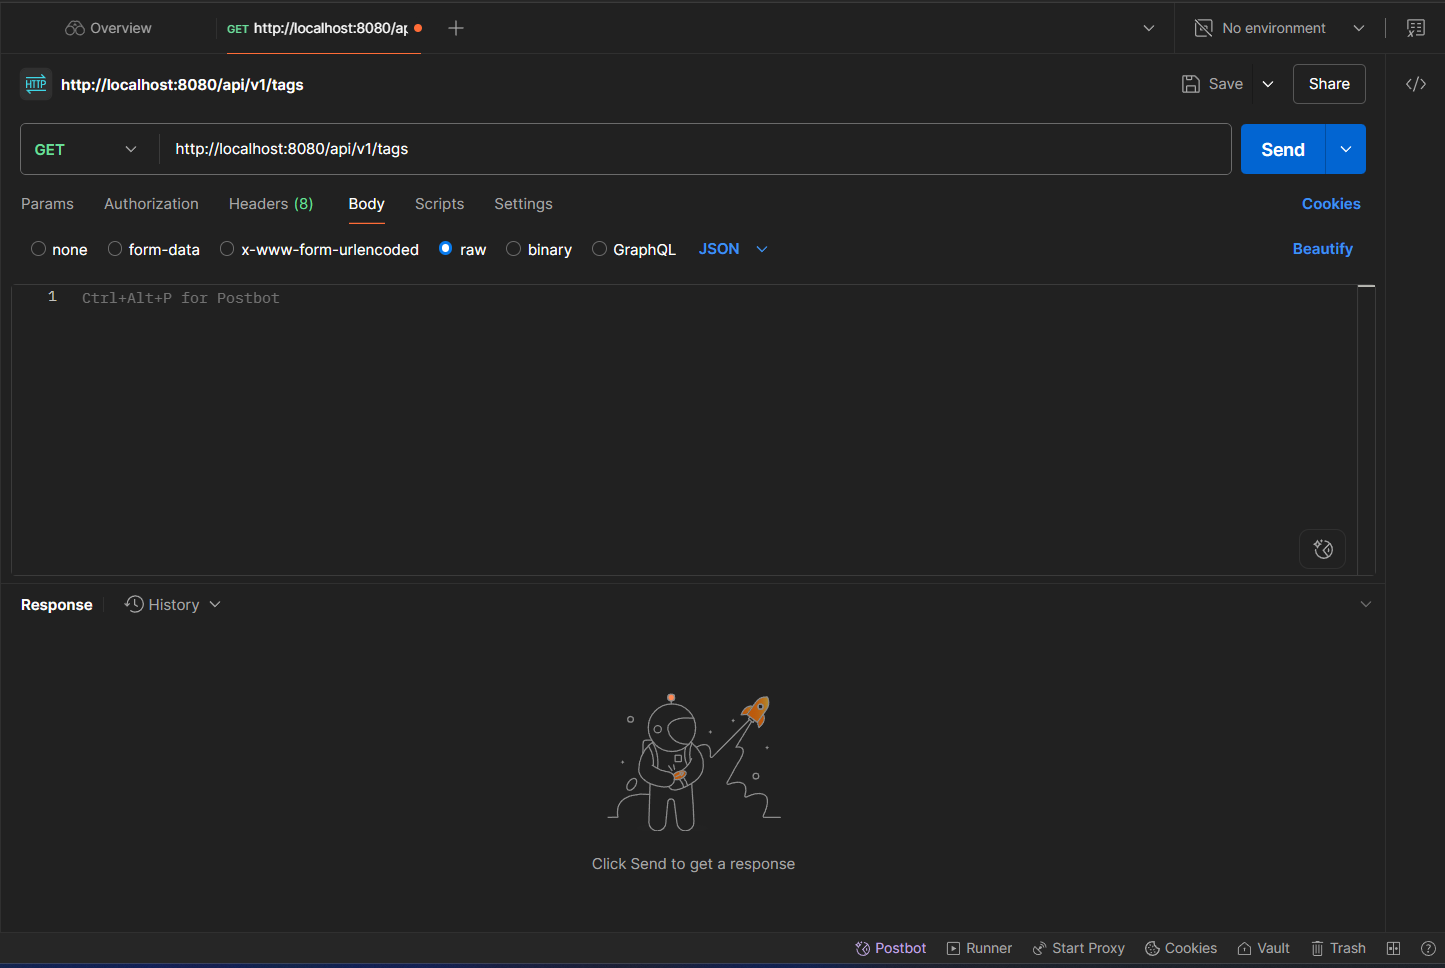 Overview
GET http://localhost:8080/ap
No environment
HTTP http://localhost:8080/api/v1/tags
Save
Share
GET http://localhost:8080/api/v1/tags
Send
Params Authorization Headers (8) Body Scripts Settings Cookies
none form-data x-www-form-urlencoded raw binary GraphQL JSON Beautify
1 Ctrl+Alt+P for Postbot
Response History
Click Send to get a response
Postbot Runner Start Proxy Cookies Vault Trash